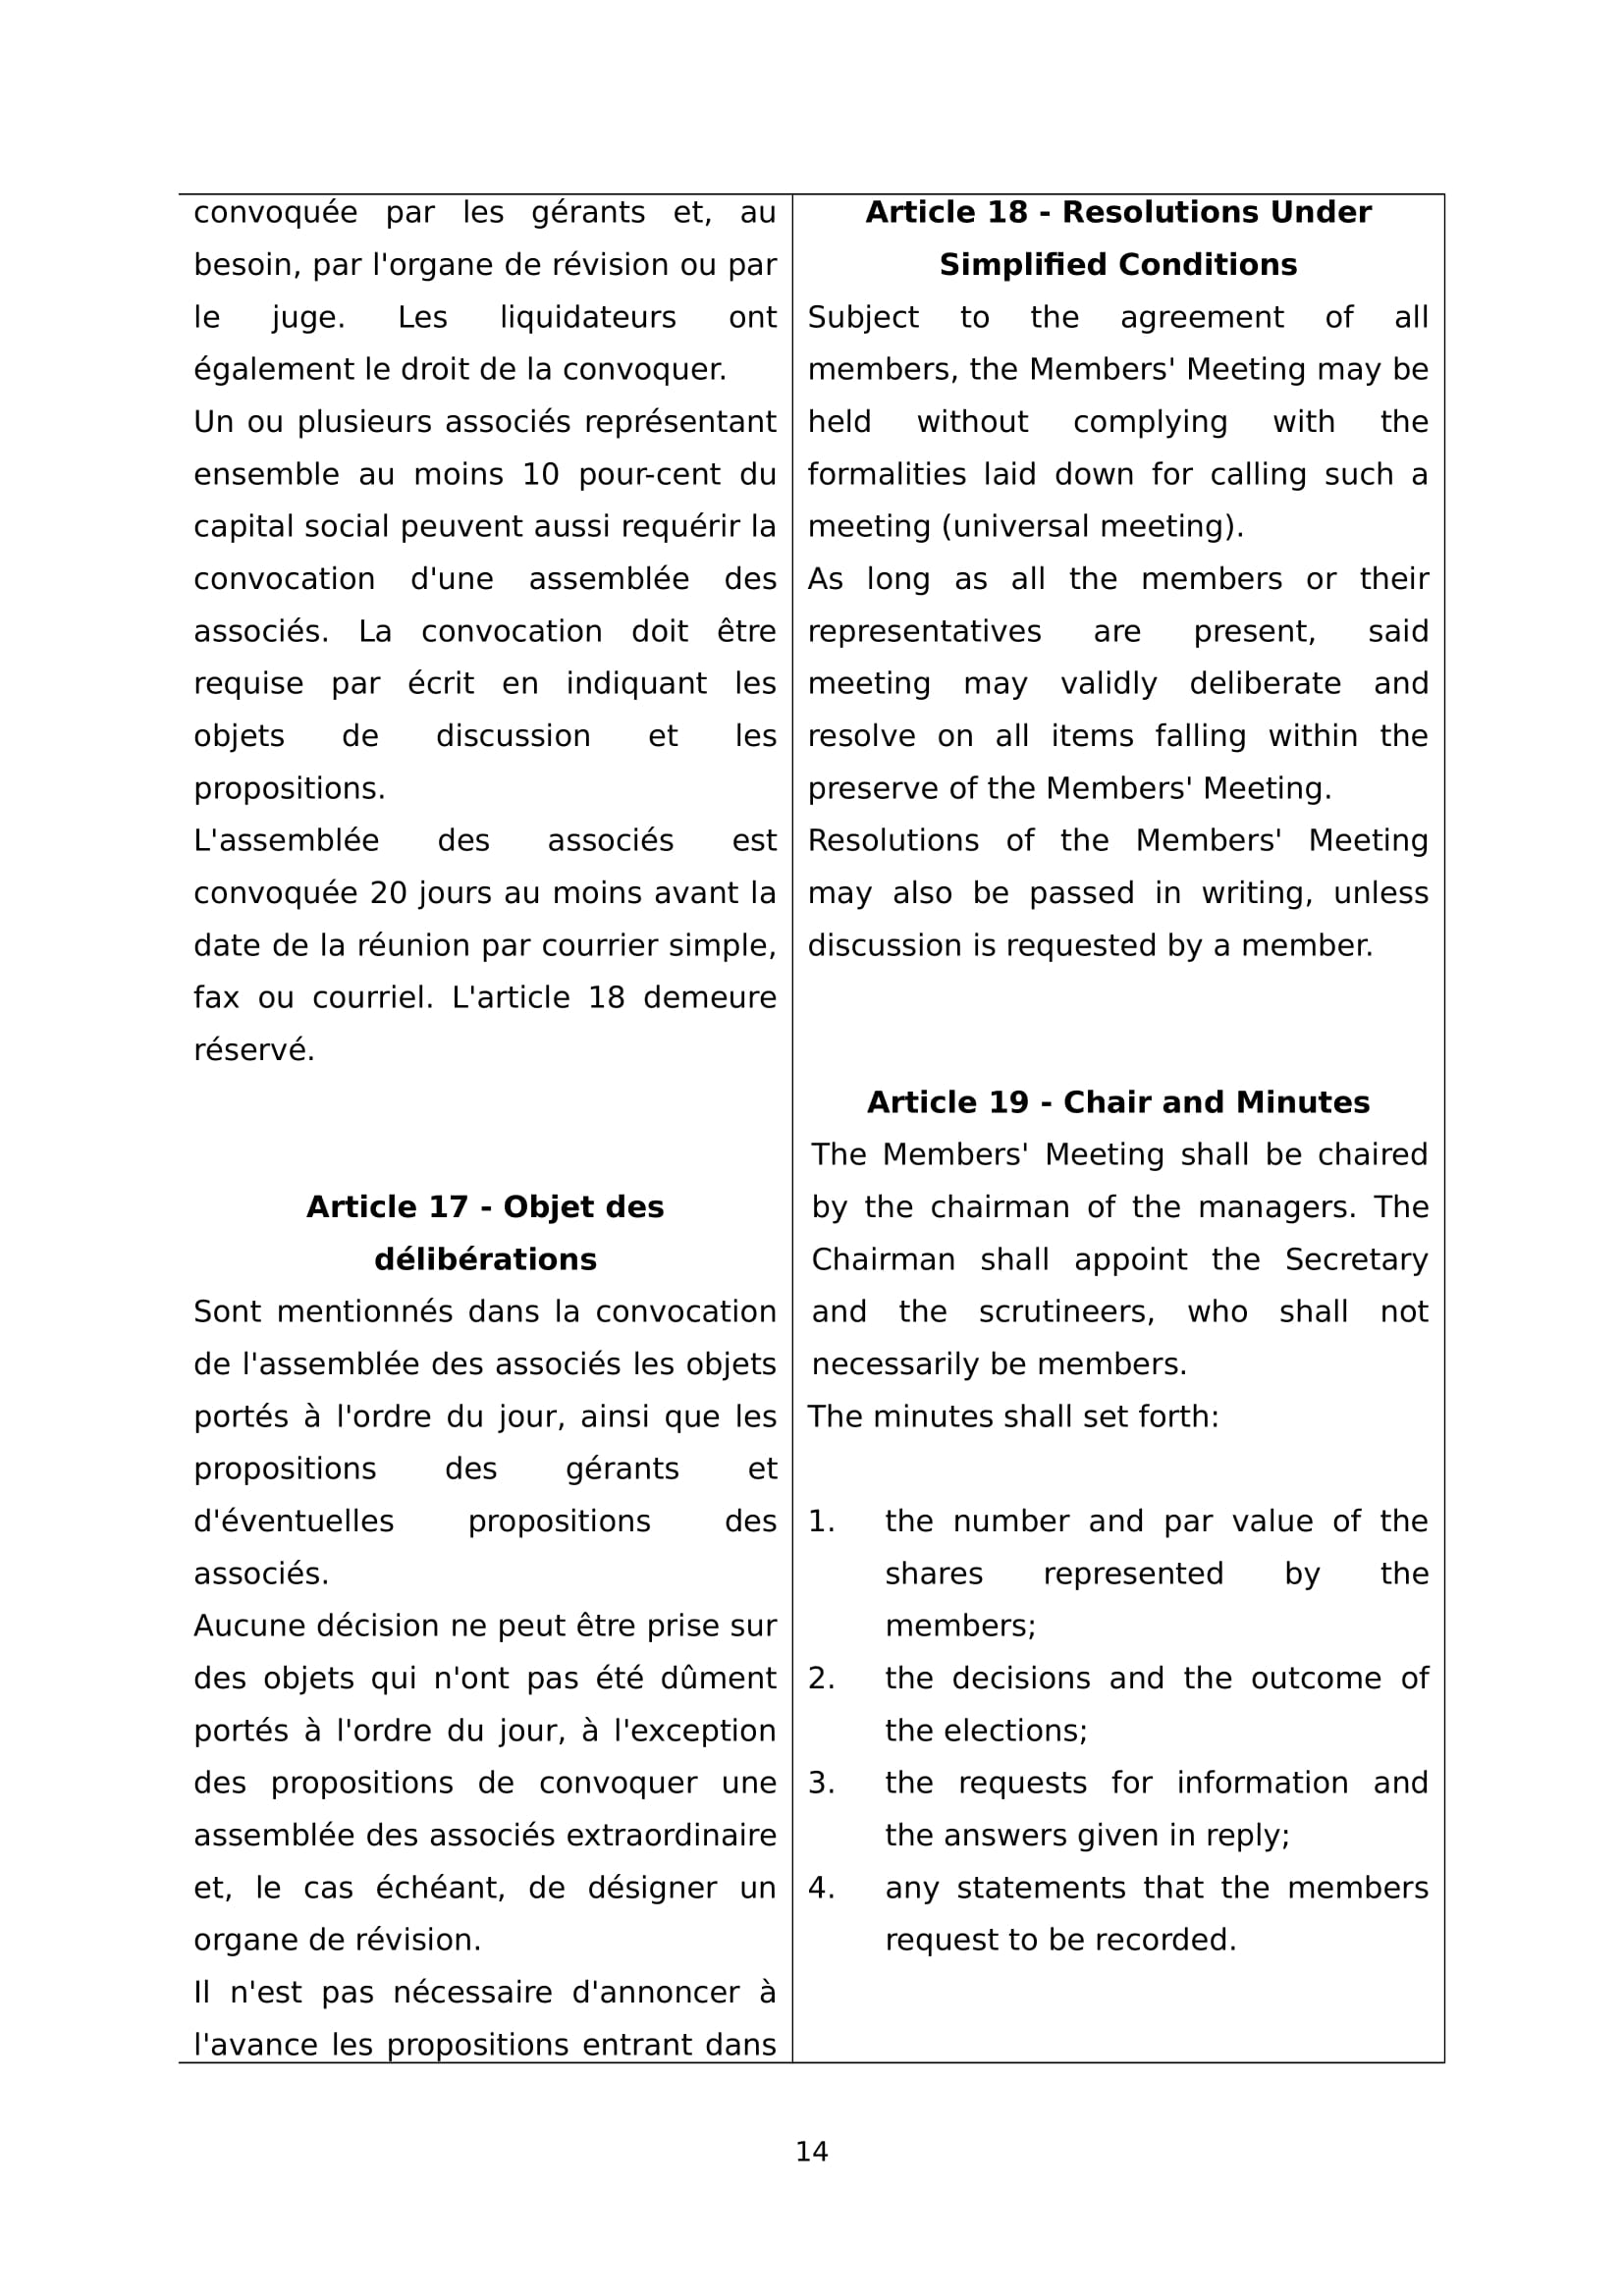 convoquée par les gérants et, au
besoin, par l'organe de révision ou par
le juge. Les liquidateurs ont
également le droit de la convoquer.
Un ou plusieurs associés représentant
ensemble au moins 10 pour-cent du
capital social peuvent aussi requérir la
convocation d'une assemblée des
associés. La convocation doit être
requise par écrit en indiquant les
objets de discussion et les
propositions.
L'assemblée des associés est
convoquée 20 jours au moins avant la
date de la réunion par courrier simple,
fax ou courriel. L'article 18 demeure
réservé.
Article 17 - Objet des
délibérations
Sont mentionnés dans la convocation
de l'assemblée des associés les objets
portés à l'ordre du jour, ainsi que les
propositions des gérants et
d'éventuelles propositions des
associés.
Aucune décision ne peut être prise sur
des objets qui n'ont pas été dûment
portés à l'ordre du jour, à l'exception
des propositions de convoquer une
assemblée des associés extraordinaire
et, le cas échéant, de désigner un
organe de révision.
Il n'est pas nécessaire d'annoncer à
l'avance les propositions entrant dans
Article 18 - Resolutions Under
Simplified Conditions
Subject to the agreement of all
members, the Members' Meeting may be
held without complying with the
formalities laid down for calling such a
meeting (universal meeting).
As long as all the members or their
representatives are present, said
meeting may validly deliberate and
resolve on all items falling within the
preserve of the Members' Meeting.
Resolutions of the Members' Meeting
may also be passed in writing, unless
discussion is requested by a member.
Article 19 - Chair and Minutes
The Members' Meeting shall be chaired
by the chairman of the managers. The
Chairman shall appoint the Secretary
and the scrutineers, who shall not
necessarily be members.
The minutes shall set forth:
1. the number and par value of the
shares represented by the
members;
2. the decisions and the outcome of
the elections;
3. the requests for information and
the answers given in reply;
4. any statements that the members
request to be recorded.
14